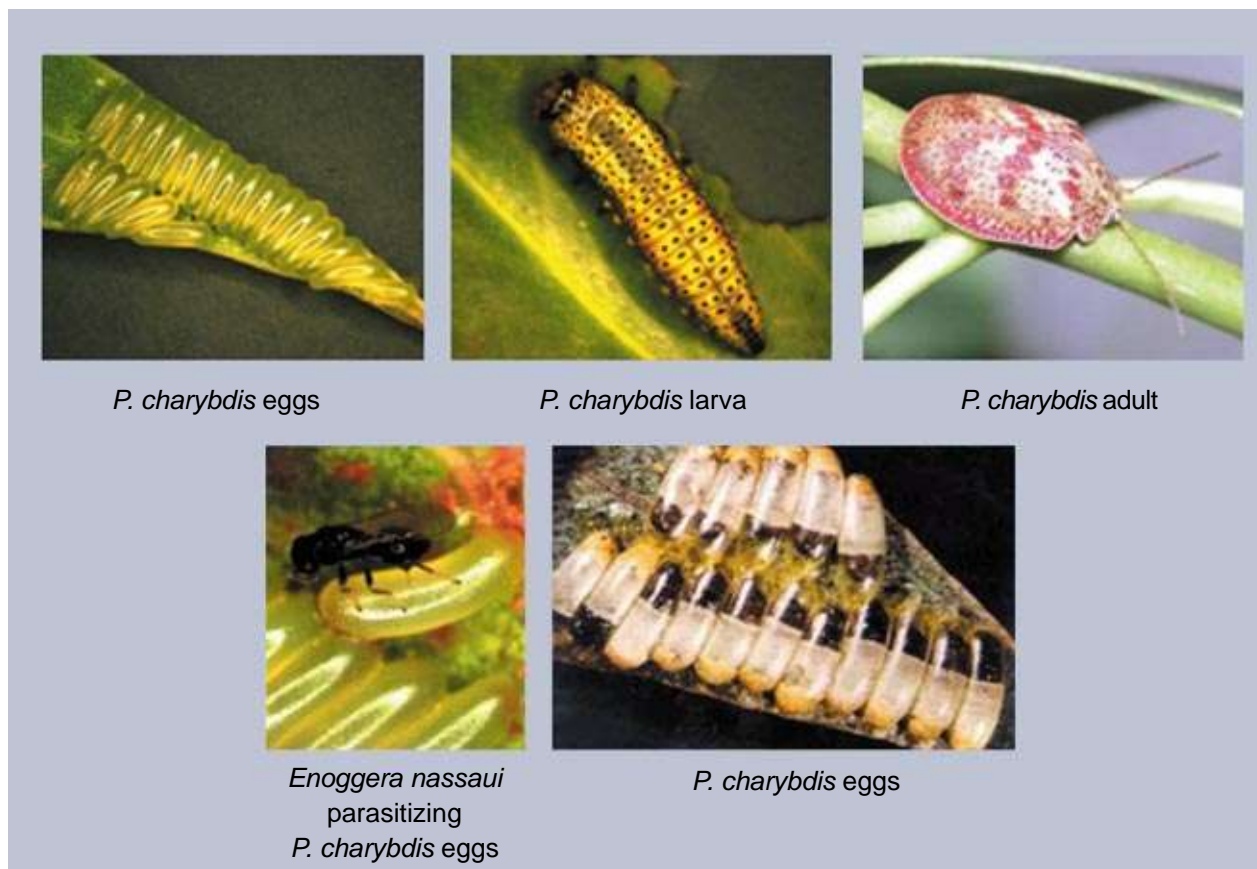 P. charybdis eggs
P. charybdis larva
P. charybdis adult
Enoggera nassaui
parasitizing
P. charybdis eggs
P. charybdis eggs